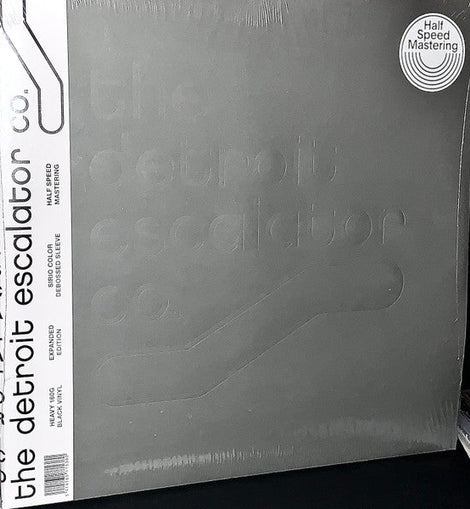 Half
Speed
Mastering
the
detroit
escalator
co.
the detroit escalator co.
HEAVY 160G
BLACK VINYL
EXPANDED
EDITION
SIRIO COLOR
DEBOSSED SLEEVE
HALF SPEED
MASTERING